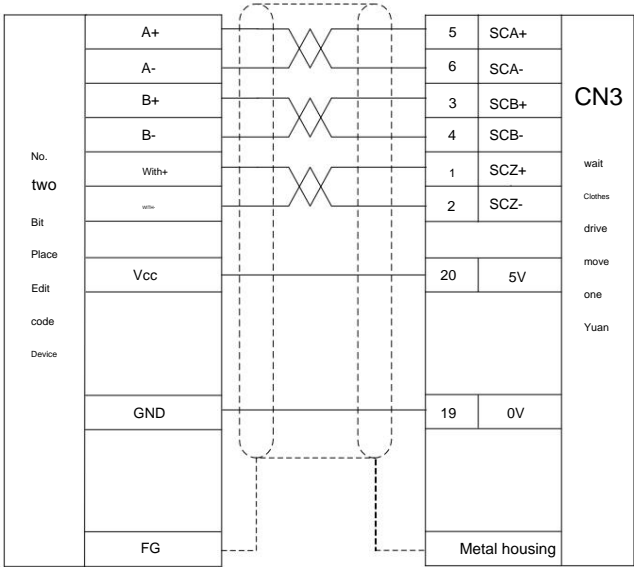 No.
two
Bit
Place
Edit
code
Device
A+
A-
B+
B-
With+
With-
Vcc
GND
FG
5 SCA+
6 SCA-
3 SCB+
4 SCB-
1 SCZ+
2 SCZ-
20 5V
19 0V
Metal housing
CN3
wait
Clothes
drive
move
one
Yuan